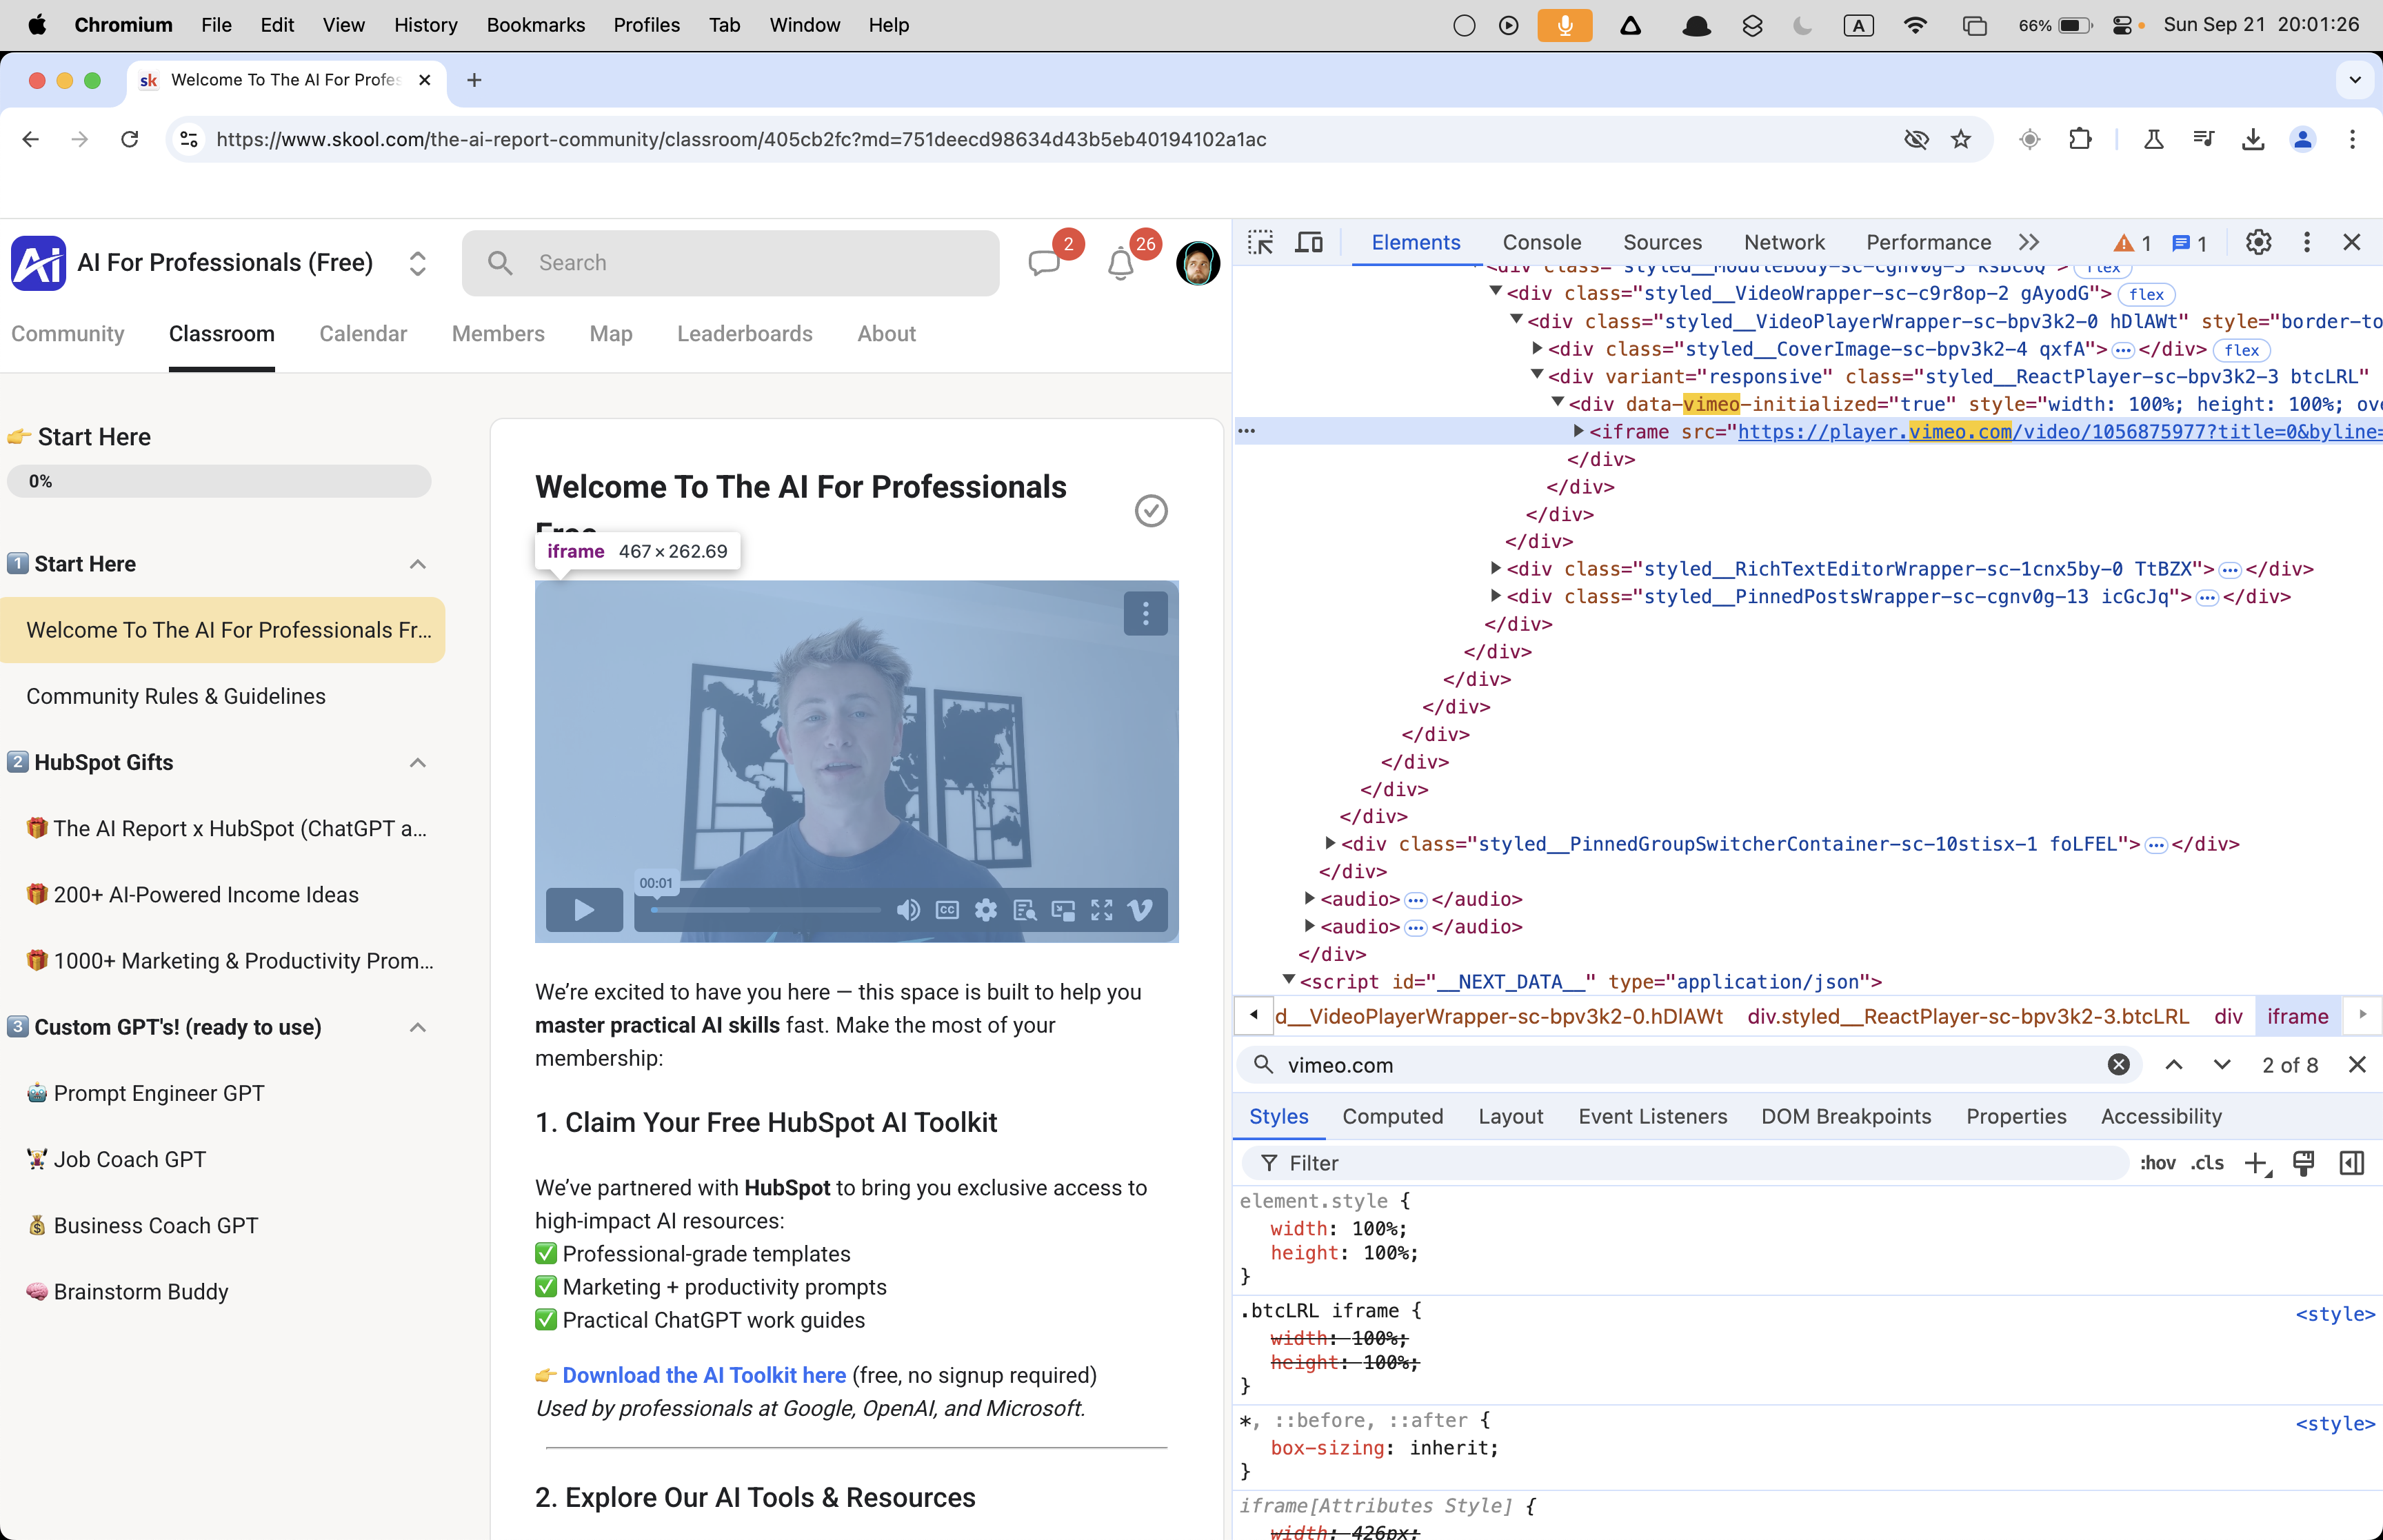 Chromium File Edit View History Bookmarks Profiles Tab Window Help
A 66% Sun Sep 21 20:01:26
sk Welcome To The AI For Profes
https://www.skool.com/the-ai-report-community/classroom/405cb2fc?md=751deecd98634d43b5eb40194102a1ac
Ai AI For Professionals (Free)
Search
2 26
Community Classroom Calendar Members Map Leaderboards About
👉 Start Here
0%
1 Start Here
Welcome To The AI For Professionals Fr...
Community Rules & Guidelines
2 HubSpot Gifts
🎁 The AI Report x HubSpot (ChatGPT a...
🎁 200+ AI-Powered Income Ideas
🎁 1000+ Marketing & Productivity Prom...
3 Custom GPT's! (ready to use)
🤖 Prompt Engineer GPT
🏋️ Job Coach GPT
💰 Business Coach GPT
🧠 Brainstorm Buddy
Welcome To The AI For Professionals
Free
iframe 467 × 262.69
00:01
CC
We’re excited to have you here — this space is built to help you
master practical AI skills fast. Make the most of your
membership:
1. Claim Your Free HubSpot AI Toolkit
We’ve partnered with HubSpot to bring you exclusive access to
high-impact AI resources:
✅ Professional-grade templates
✅ Marketing + productivity prompts
✅ Practical ChatGPT work guides
👉 Download the AI Toolkit here (free, no signup required)
Used by professionals at Google, OpenAI, and Microsoft.
2. Explore Our AI Tools & Resources
Elements Console Sources Network Performance 1 1
<div class="styled__ModuleBody-sc-cgnv0g-3 ksBcOQ"> flex
<div class="styled__VideoWrapper-sc-c9r8op-2 gAyodG"> flex
<div class="styled__VideoPlayerWrapper-sc-bpv3k2-0 hDlAWt" style="border-to
<div class="styled__CoverImage-sc-bpv3k2-4 qxfA">…</div> flex
<div variant="responsive" class="styled__ReactPlayer-sc-bpv3k2-3 btcLRL"
<div data-vimeo-initialized="true" style="width: 100%; height: 100%; ove
<iframe src="https://player.vimeo.com/video/1056875977?title=0&byline=
</div>
</div>
</div>
</div>
<div class="styled__RichTextEditorWrapper-sc-1cnx5by-0 TtBZX">…</div>
<div class="styled__PinnedPostsWrapper-sc-cgnv0g-13 icGcJq">…</div>
</div>
</div>
</div>
</div>
</div>
</div>
</div>
</div>
<div class="styled__PinnedGroupSwitcherContainer-sc-10stisx-1 foLFEL">…</div>
</div>
<audio>…</audio>
<audio>…</audio>
</div>
<script id="__NEXT_DATA__" type="application/json">
d__VideoPlayerWrapper-sc-bpv3k2-0.hDlAWt div.styled__ReactPlayer-sc-bpv3k2-3.btcLRL div iframe
vimeo.com 2 of 8
Styles Computed Layout Event Listeners DOM Breakpoints Properties Accessibility
Filter :hov .cls
element.style {
width: 100%;
height: 100%;
}
.btcLRL iframe { <style>
width: 100%;
height: 100%;
}
*, ::before, ::after { <style>
box-sizing: inherit;
}
iframe[Attributes Style] {
width: 426px;